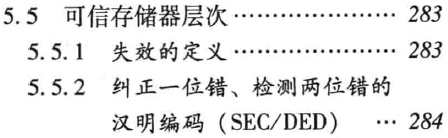 5.5 可信存储器层次 ……………… 283
5.5.1 失效的定义 ……………… 283
5.5.2 纠正一位错、检测两位错的
汉明编码（SEC/DED） … 284